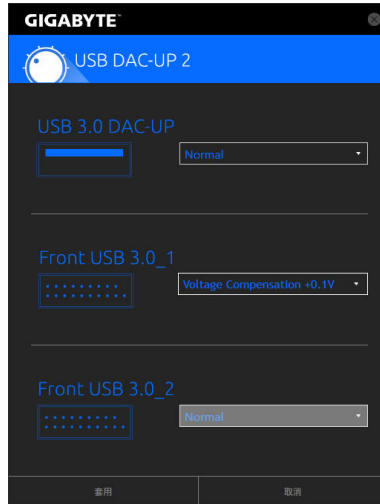 GIGABYTE™
USB DAC-UP 2
USB 3.0 DAC-UP
Normal
Front USB 3.0_1
Voltage Compensation +0.1V
Front USB 3.0_2
Normal
套用
取消